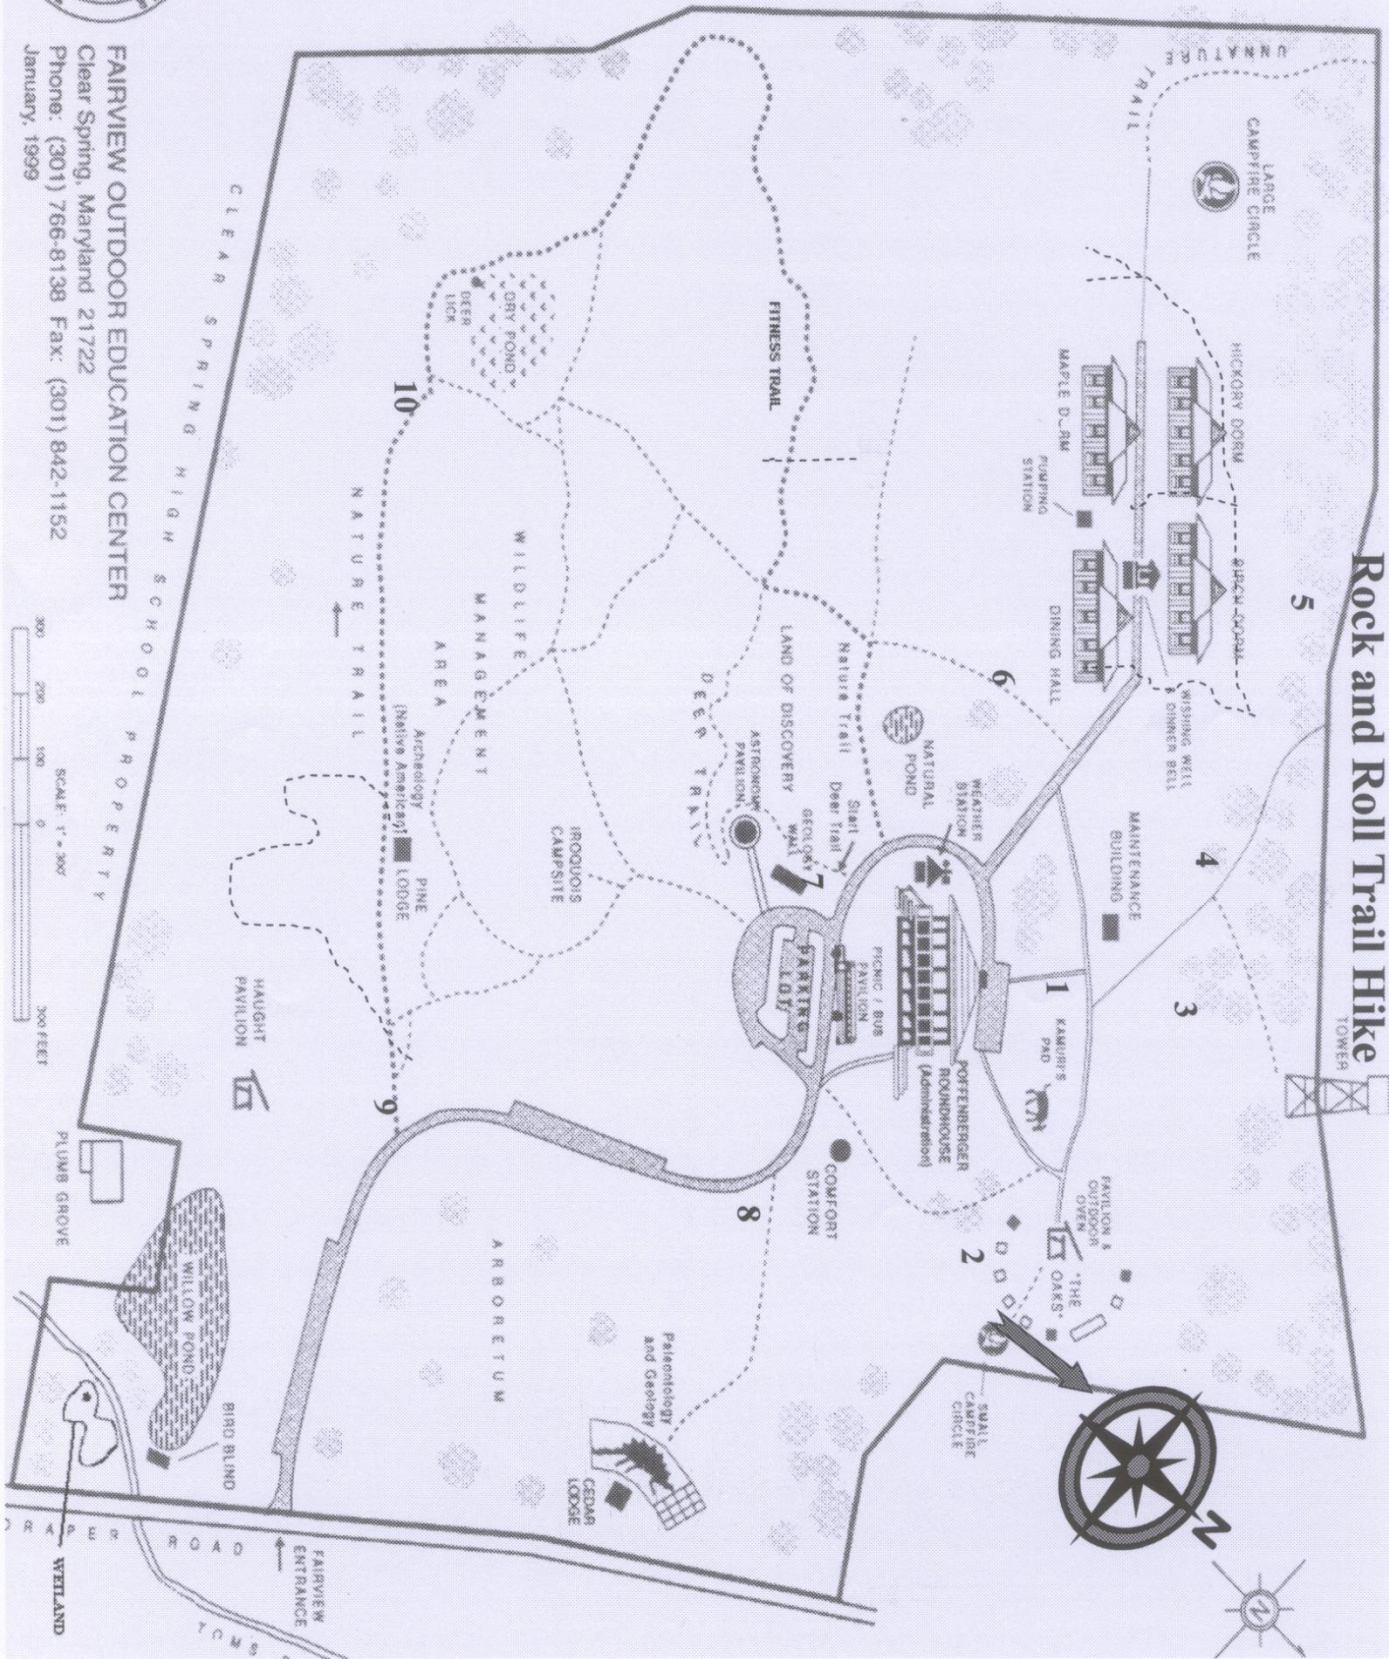 Rock and Roll Trail Hike
TOWER
UNNATURE
TRAIL
LARGE
CAMPFIRE CIRCLE
HICKORY DORM
BIRCH DORM
5
MAPLE D RM
PUMPING
STATION
DINING HALL
WISHING WELL
& DINNER BELL
MAINTENANCE
BUILDING
4
3
6
NATURAL
POND
WEATHER
STATION
1
KAMURI'S
PAD
PAVILION &
OUTDOOR
OVEN
"THE
OAKS"
2
SMALL
CAMPFIRE
CIRCLE
N
N
FITNESS TRAIL
Nature Trail
LAND OF DISCOVERY
Start
Deer Trail
GEOLOGY
WALL
7
ASTRONOMY
PAVILION
DEER TRAIL
PICNIC / BUS
PAVILION
PARKING
LOT
POFFENBERGER
ROUNDHOUSE
(Administration)
COMFORT
STATION
8
DRY POND
DEER
LICK
10
WILDLIFE
MANAGEMENT
AREA
IROQUOIS
CAMPSITE
Archeology
(Native American)
PINE
LODGE
NATURE TRAIL
9
ARBORETUM
Paleontology
and Geology
CEDAR
LODGE
HAUGHT
PAVILION
PLUMB GROVE
WILLOW POND
BIRD BLIND
FAIRVIEW
ENTRANCE
DRAPER ROAD
TOMS
WETLAND
CLEAR SPRING HIGH SCHOOL PROPERTY
FAIRVIEW OUTDOOR EDUCATION CENTER
Clear Spring, Maryland 21722
Phone: (301) 766-8138 Fax: (301) 842-1152
January, 1999
SCALE: 1" = 300'
300 200 100 0 300 FEET